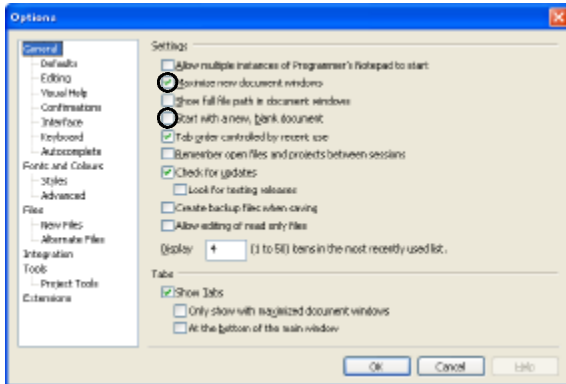 Options
General
Defaults
Editing
Visual Help
Confirmations
Interface
Keyboard
Autocomplete
Fonts and Colours
Styles
Advanced
Files
New Files
Alternate Files
Integration
Tools
Project Tools
Extensions
Settings
Allow multiple instances of Programmer's Notepad to start
Maximize new document windows
Show full file path in document windows
Start with a new, blank document
Tab order controlled by recent use
Remember open files and projects between sessions
Check for updates
Look for testing releases
Create backup files when saving
Allow editing of read only files
Display 4 (1 to 50) items in the most recently used list.
Tabs
Show Tabs
Only show with maximized document windows
At the bottom of the main window
OK Cancel Help